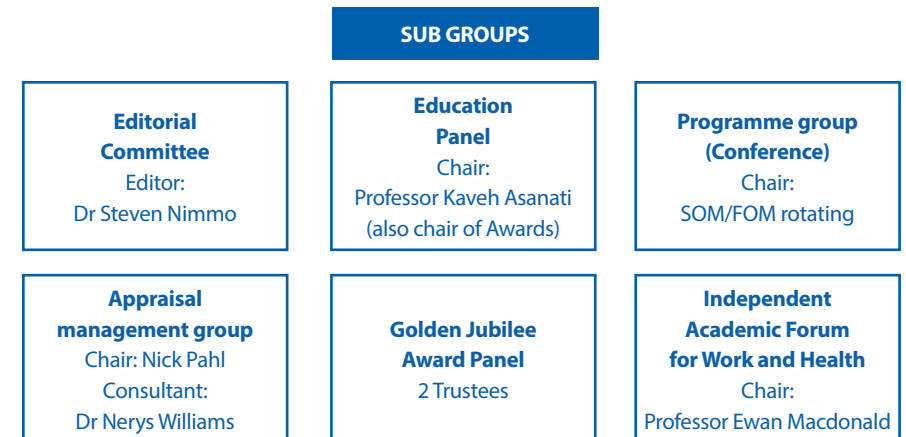 SUB GROUPS
Editorial
Committee
Editor:
Dr Steven Nimmo
Education
Panel
Chair:
Professor Kaveh Asanati
(also chair of Awards)
Programme group
(Conference)
Chair:
SOM/FOM rotating
Appraisal
management group
Chair: Nick Pahl
Consultant:
Dr Nerys Williams
Golden Jubilee
Award Panel
2 Trustees
Independent
Academic Forum
for Work and Health
Chair:
Professor Ewan Macdonald